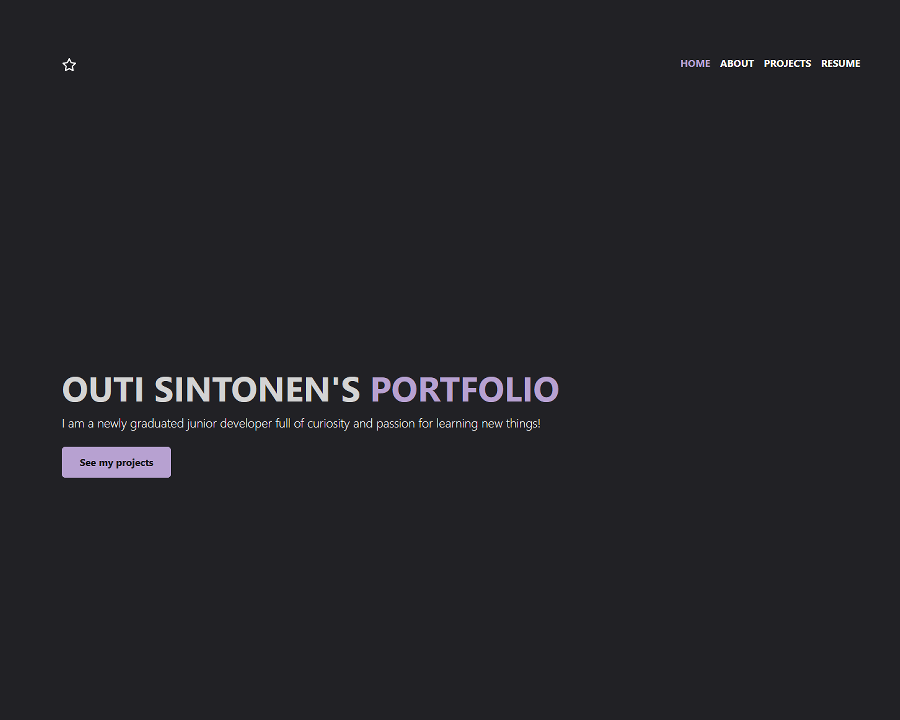 HOME ABOUT PROJECTS RESUME
OUTI SINTONEN'S PORTFOLIO
I am a newly graduated junior developer full of curiosity and passion for learning new things!
See my projects